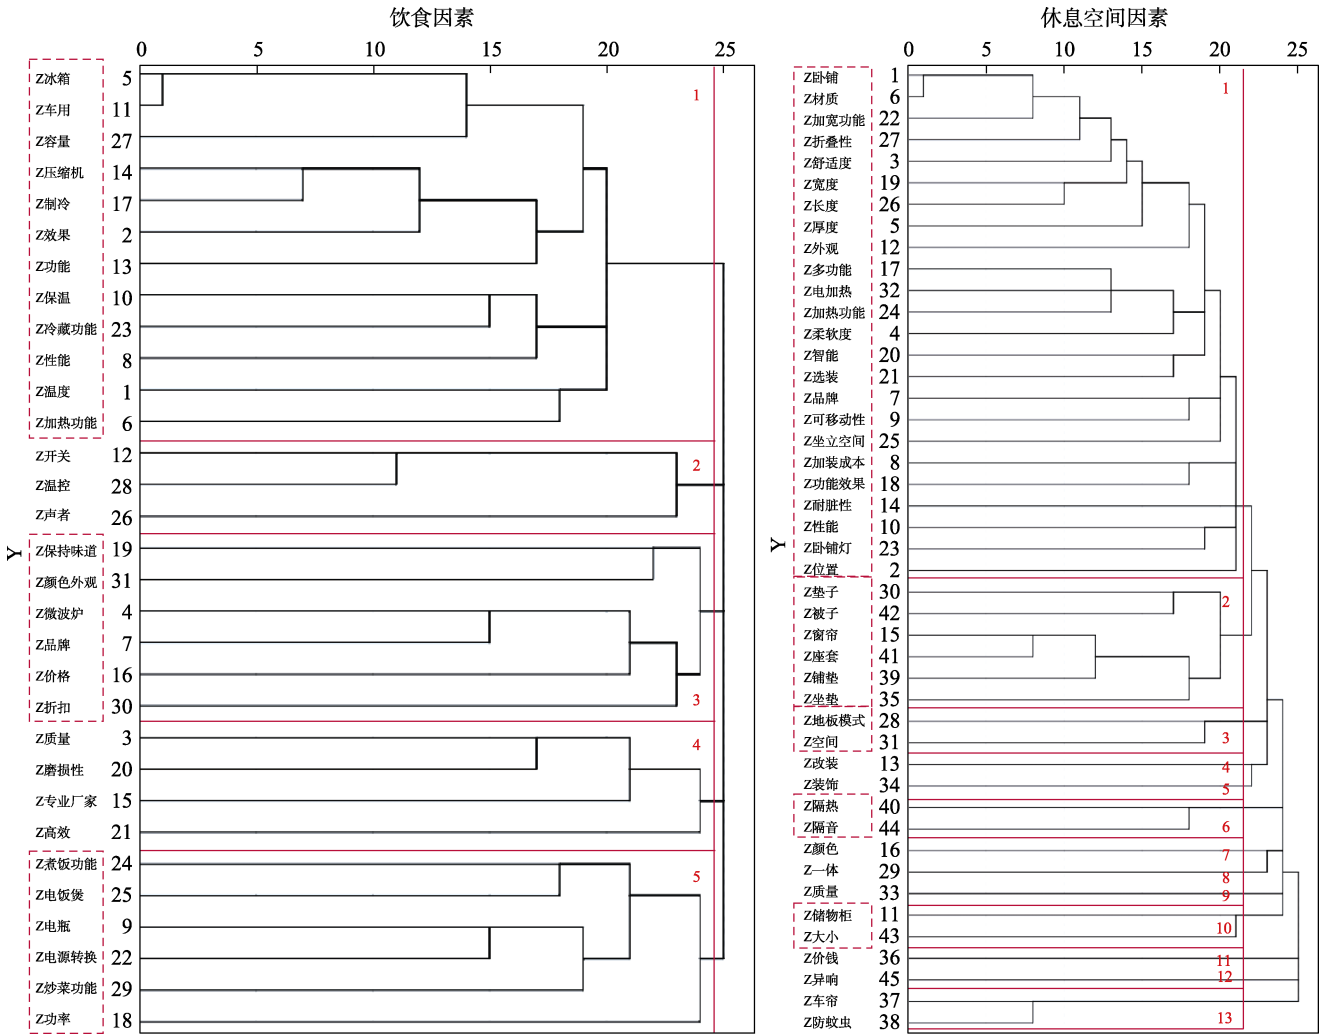 饮食因素
0 5 10 15 20 25
Z冰箱 5
1
Z车用 11
Z容量 27
Z压缩机 14
Z制冷 17
Z效果 2
Z功能 13
Z保温 10
Z冷藏功能 23
Z性能 8
Z温度 1
Z加热功能 6
Z开关 12
2
Z温控 28
Z声者 26
Y
Z保持味道 19
Z颜色外观 31
Z微波炉 4
Z品牌 7
Z价格 16
3
Z折扣 30
Z质量 3
4
Z磨损性 20
Z专业厂家 15
Z高效 21
Z煮饭功能 24
5
Z电饭煲 25
Z电瓶 9
Z电源转换 22
Z炒菜功能 29
Z功率 18
休息空间因素
0 5 10 15 20 25
Z卧铺 1
1
Z材质 6
Z加宽功能 22
Z折叠性 27
Z舒适度 3
Z宽度 19
Z长度 26
Z厚度 5
Z外观 12
Z多功能 17
Z电加热 32
Z加热功能 24
Z柔软度 4
Z智能 20
Z选装 21
Z品牌 7
Z可移动性 9
Z坐立空间 25
Z加装成本 8
Z功能效果 18
Z耐脏性 14
Z性能 10
Y
Z卧铺灯 23
Z位置 2
Z垫子 30
2
Z被子 42
Z窗帘 15
Z座套 41
Z铺垫 39
Z坐垫 35
Z地板模式 28
3
Z空间 31
Z改装 13
4
Z装饰 34
5
Z隔热 40
6
Z隔音 44
Z颜色 16
7
Z一体 29
8
Z质量 33
9
Z储物柜 11
10
Z大小 43
Z价钱 36
11
Z异响 45
12
Z车帘 37
Z防蚊虫 38
13